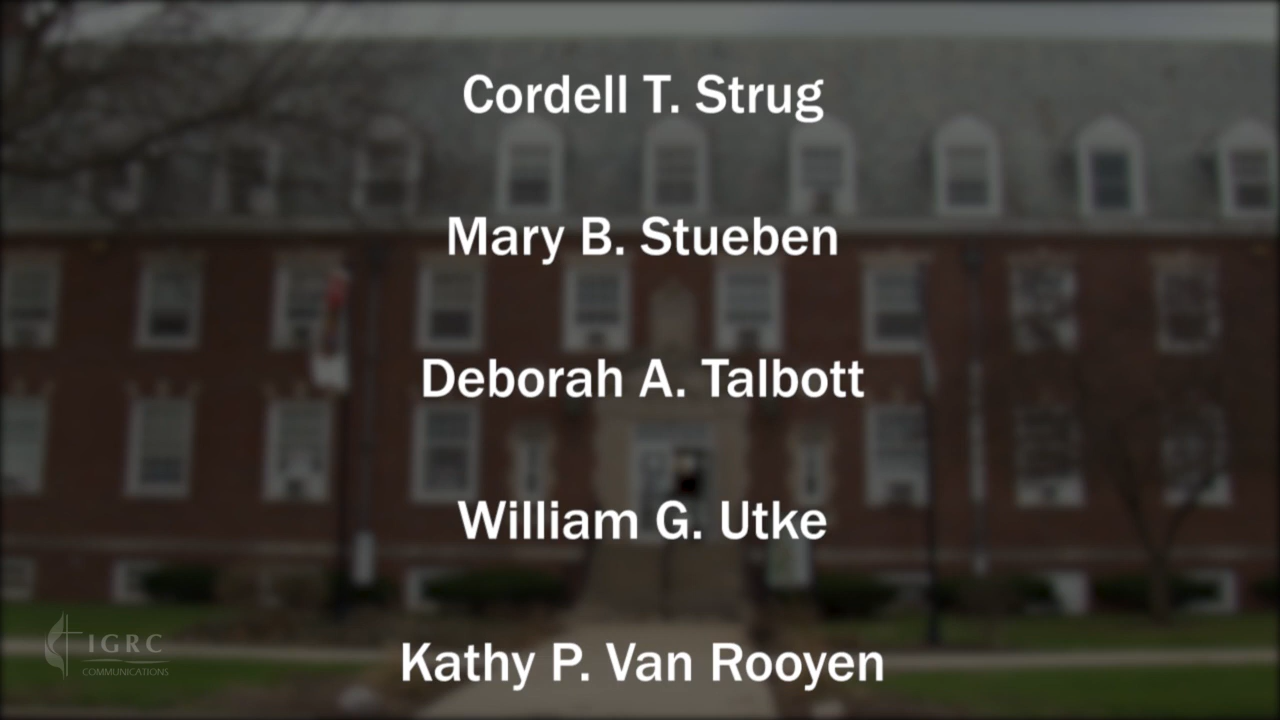 Cordell T. Strug
Mary B. Stueben
Deborah A. Talbott
William G. Utke
Kathy P. Van Rooyen
IGRC
COMMUNICATIONS